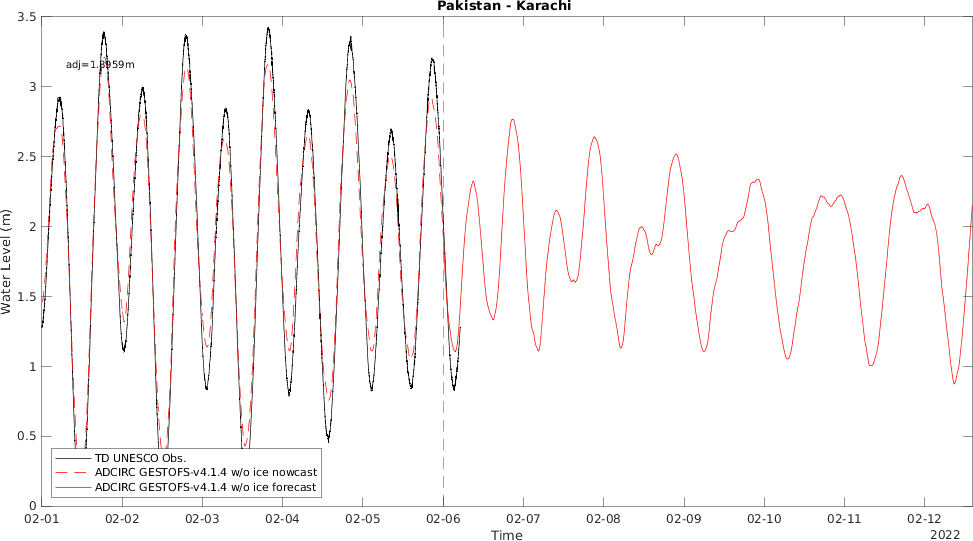 Pakistan - Karachi
3.5
adj=1.8959m
3
2.5
2
Water Level (m)
1.5
1
0.5
TD UNESCO Obs.
ADCIRC GESTOFS-v4.1.4 w/o ice nowcast
ADCIRC GESTOFS-v4.1.4 w/o ice forecast
0
02-01 02-02 02-03 02-04 02-05 02-06 02-07 02-08 02-09 02-10 02-11 02-12
Time
2022